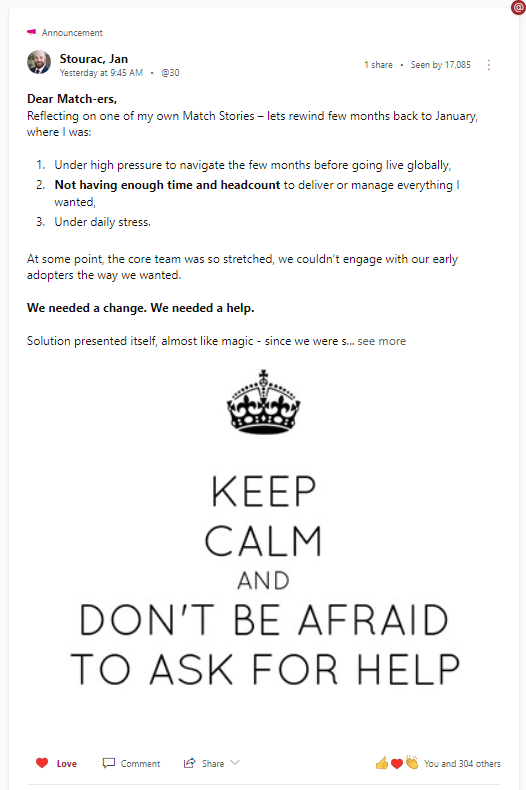 @
Announcement
Stourac, Jan
Yesterday at 9:45 AM • @30
1 share • Seen by 17,085
Dear Match-ers,
Reflecting on one of my own Match Stories – lets rewind few months back to January,
where I was:
1. Under high pressure to navigate the few months before going live globally,
2. Not having enough time and headcount to deliver or manage everything I
wanted,
3. Under daily stress.
At some point, the core team was so stretched, we couldn't engage with our early
adopters the way we wanted.
We needed a change. We needed a help.
Solution presented itself, almost like magic - since we were s... see more
KEEP
CALM
AND
DON'T BE AFRAID
TO ASK FOR HELP
Love
Comment
Share
You and 304 others